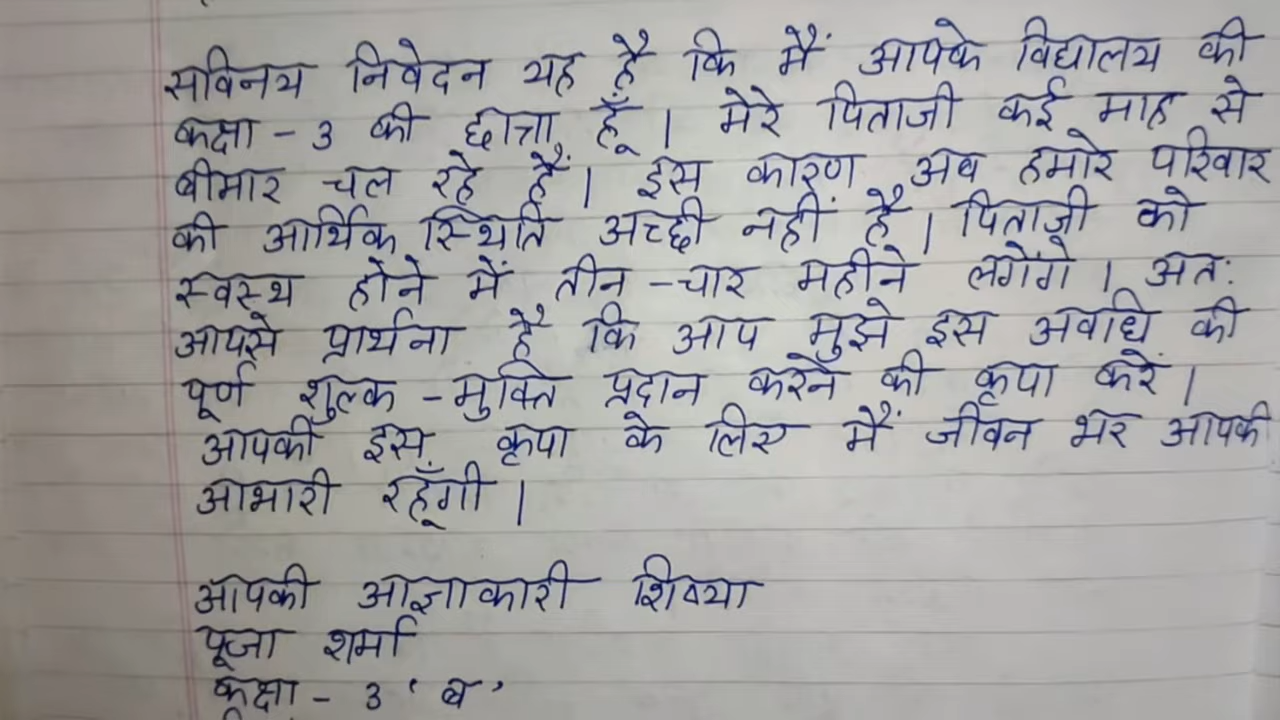 सविनय निवेदन यह है कि मैं आपके विद्यालय की
कक्षा - 3 की छात्रा हूँ । मेरे पिताजी कई माह से
बीमार चल रहे हैं । इस कारण अब हमारे परिवार
की आर्थिक स्थिति अच्छी नहीं है । पिताजी को
स्वस्थ होने में तीन - चार महीने लगेंगे । अतः
आपसे प्रार्थना है कि आप मुझे इस अवधि की
पूर्ण शुल्क - मुक्ति प्रदान करने की कृपा करें ।
आपकी इस कृपा के लिए मैं जीवन भर आपकी
आभारी रहूँगी ।
आपकी आज्ञाकारी शिष्या
पूजा शर्मा
कक्षा - 3 ' ब '